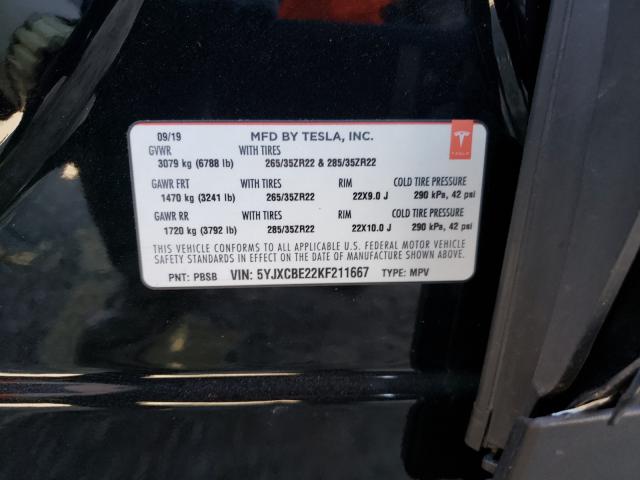 09/19 MFD BY TESLA, INC.
GVWR WITH TIRES
3079 kg (6788 lb) 265/35ZR22 & 285/35ZR22
GAWR FRT WITH TIRES RIM COLD TIRE PRESSURE
1470 kg (3241 lb) 265/35ZR22 22X9.0 J 290 kPa, 42 psi
GAWR RR WITH TIRES RIM COLD TIRE PRESSURE
1720 kg (3792 lb) 285/35ZR22 22X10.0 J 290 kPa, 42 psi
THIS VEHICLE CONFORMS TO ALL APPLICABLE U.S. FEDERAL MOTOR VEHICLE
SAFETY STANDARDS IN EFFECT ON THE DATE OF MANUFACTURE SHOWN ABOVE.
PNT: PBSB VIN: 5YJXCBE22KF211667 TYPE: MPV
TESLA